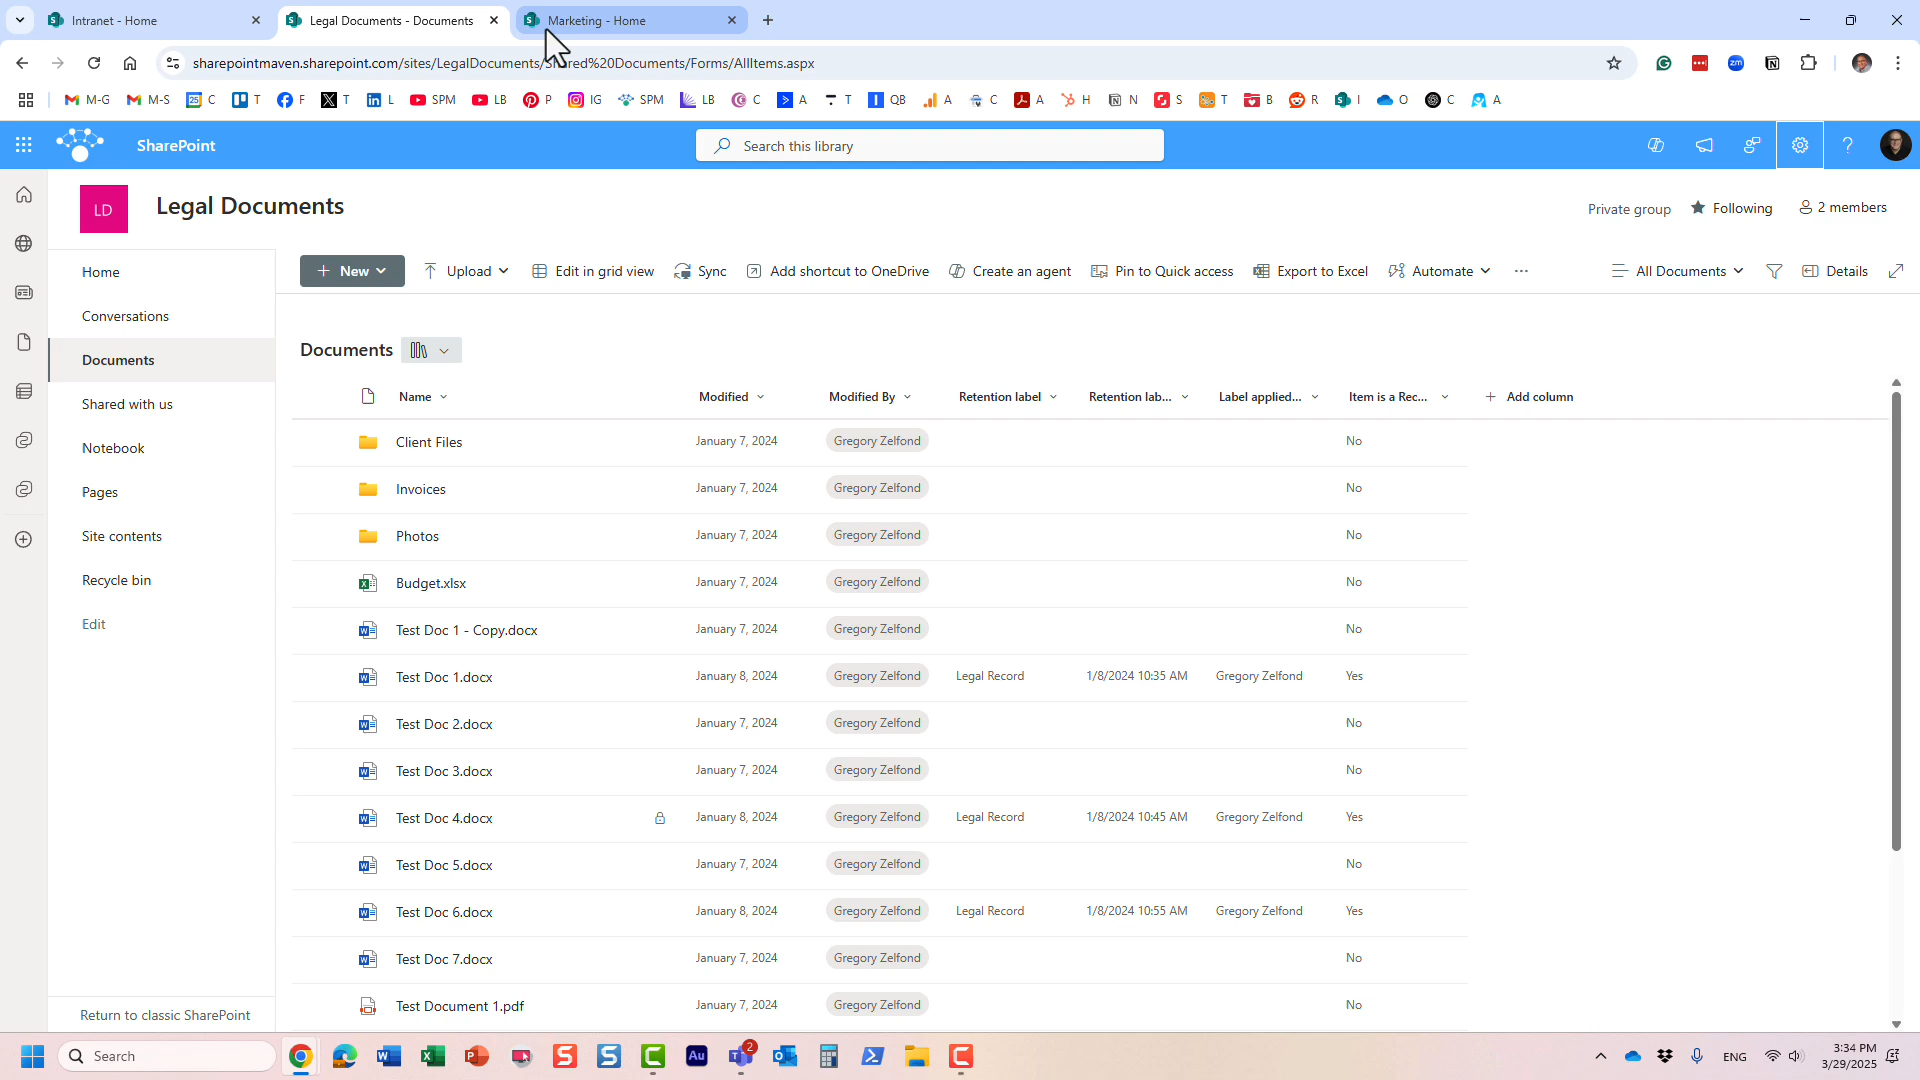 Intranet - Home
Legal Documents - Documents
Marketing - Home
sharepointmaven.sharepoint.com/sites/LegalDocuments/Shared%20Documents/Forms/AllItems.aspx
M-G M-S C T F T L SPM LB P IG SPM LB C A T QB A C A H N S T B R I O C A
SharePoint
Search this library
LD
Legal Documents
Private group
Following
2 members
Home
Conversations
Documents
Shared with us
Notebook
Pages
Site contents
Recycle bin
Edit
Return to classic SharePoint
New Upload Edit in grid view Sync Add shortcut to OneDrive Create an agent Pin to Quick access Export to Excel Automate ... All Documents Details
Documents
Name Modified Modified By Retention label Retention lab... Label applied... Item is a Rec... Add column
Client Files January 7, 2024 Gregory Zelfond No
Invoices January 7, 2024 Gregory Zelfond No
Photos January 7, 2024 Gregory Zelfond No
Budget.xlsx January 7, 2024 Gregory Zelfond No
Test Doc 1 - Copy.docx January 7, 2024 Gregory Zelfond No
Test Doc 1.docx January 8, 2024 Gregory Zelfond Legal Record 1/8/2024 10:35 AM Gregory Zelfond Yes
Test Doc 2.docx January 7, 2024 Gregory Zelfond No
Test Doc 3.docx January 7, 2024 Gregory Zelfond No
Test Doc 4.docx January 8, 2024 Gregory Zelfond Legal Record 1/8/2024 10:45 AM Gregory Zelfond Yes
Test Doc 5.docx January 7, 2024 Gregory Zelfond No
Test Doc 6.docx January 8, 2024 Gregory Zelfond Legal Record 1/8/2024 10:55 AM Gregory Zelfond Yes
Test Doc 7.docx January 7, 2024 Gregory Zelfond No
Test Document 1.pdf January 7, 2024 Gregory Zelfond No
Search
2
ENG
3:34 PM
3/29/2025